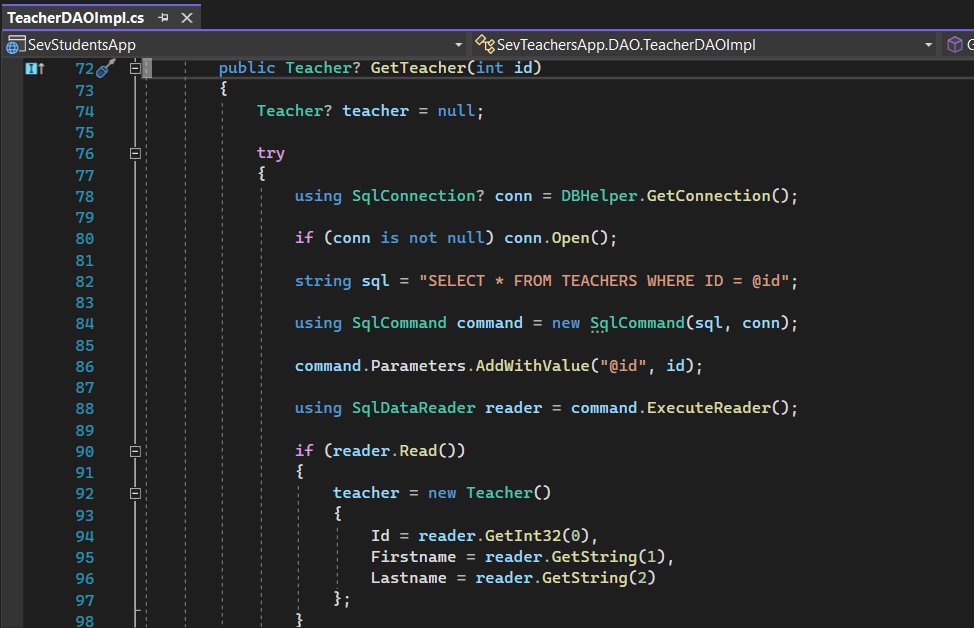 TeacherDAOImpl.cs
SevStudentsApp SevTeachersApp.DAO.TeacherDAOImpl
72 public Teacher? GetTeacher(int id)
73 {
74 Teacher? teacher = null;
75
76 try
77 {
78 using SqlConnection? conn = DBHelper.GetConnection();
79
80 if (conn is not null) conn.Open();
81
82 string sql = "SELECT * FROM TEACHERS WHERE ID = @id";
83
84 using SqlCommand command = new SqlCommand(sql, conn);
85
86 command.Parameters.AddWithValue("@id", id);
87
88 using SqlDataReader reader = command.ExecuteReader();
89
90 if (reader.Read())
91 {
92 teacher = new Teacher()
93 {
94 Id = reader.GetInt32(0),
95 Firstname = reader.GetString(1),
96 Lastname = reader.GetString(2)
97 };
98 }